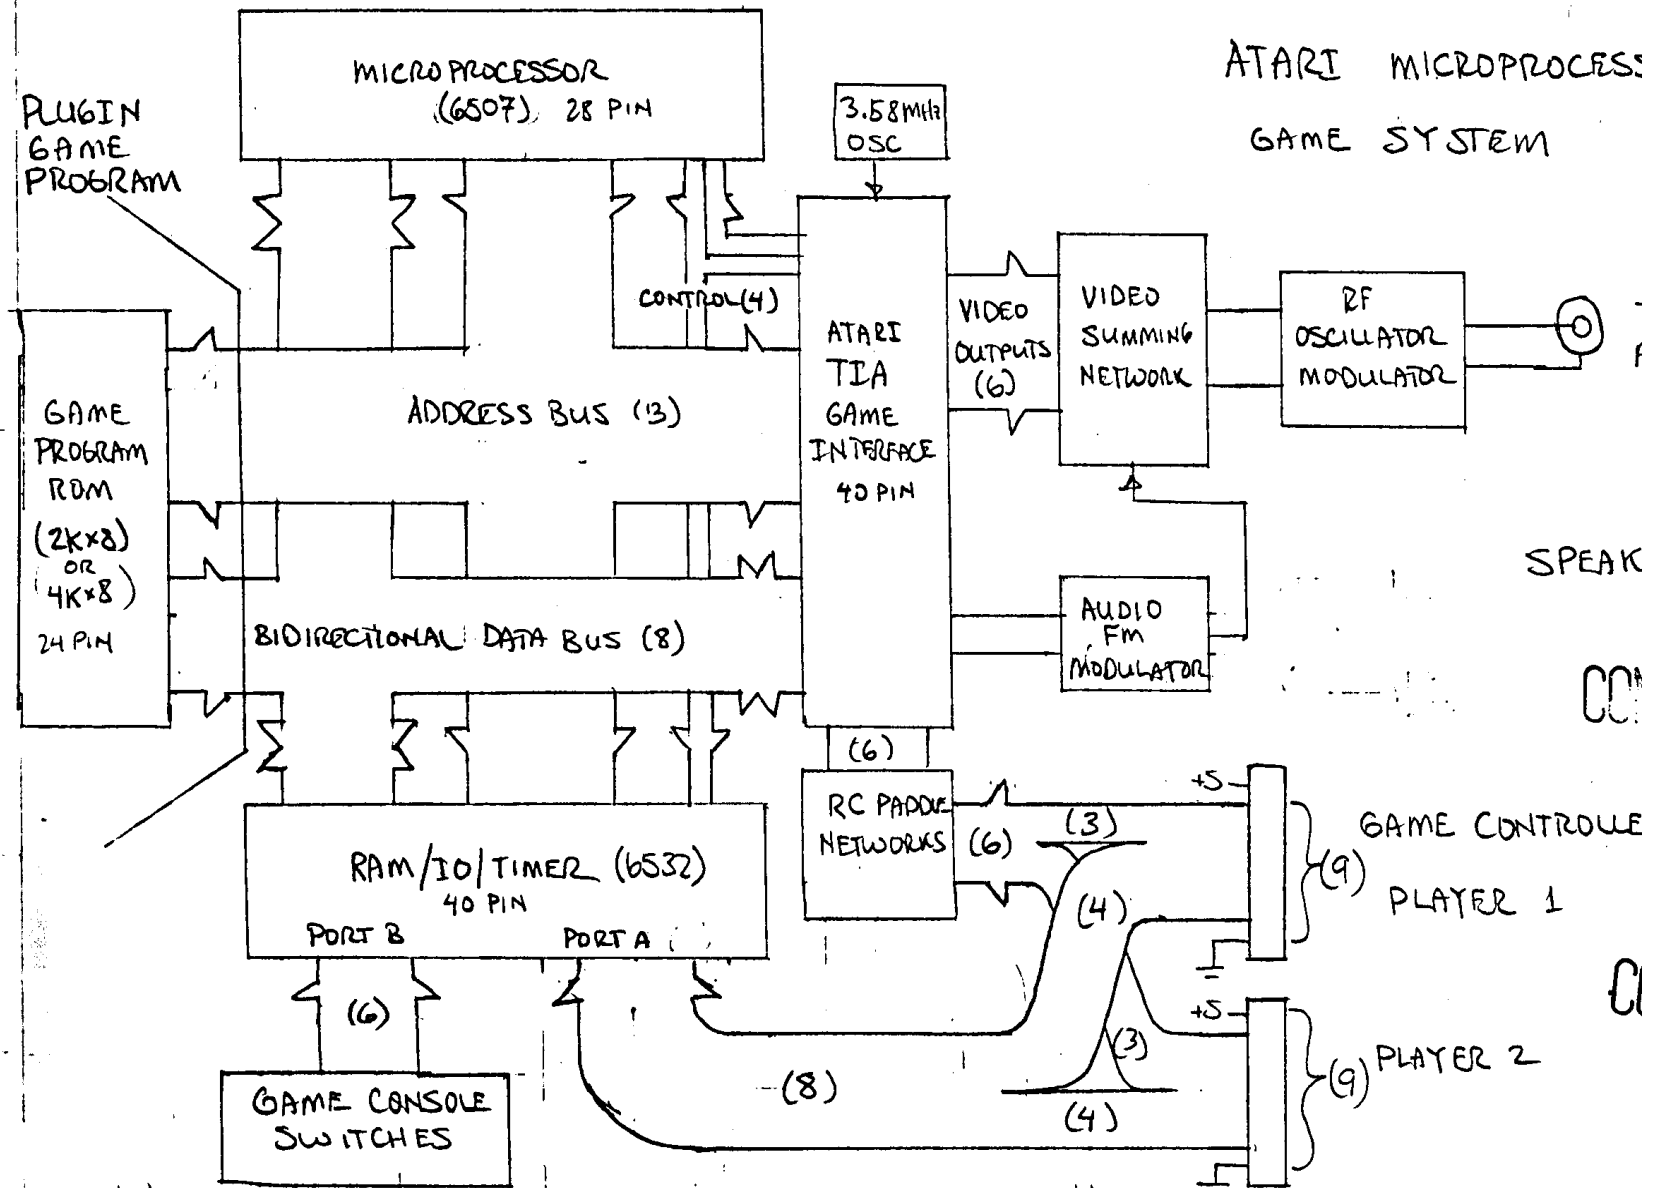 ATARI MICROPROCESS
GAME SYSTEM
MICROPROCESSOR
(6507) 28 PIN
PLUGIN
GAME
PROGRAM
3.58MHz
OSC
CONTROL(4)
ADDRESS BUS (13)
GAME
PROGRAM
ROM
(2K×8)
OR
(4K×8)
24 PIN
BIDIRECTIONAL DATA BUS (8)
ATARI
TIA
GAME
INTERFACE
40 PIN
VIDEO
OUTPUTS
(6)
VIDEO
SUMMING
NETWORK
RF
OSCILLATOR
MODULATOR
AUDIO
FM
MODULATOR
SPEAK
(6)
RC PADDLE
NETWORKS
(6)
(3)
(4)
+5
(9)
GAME CONTROLLE
PLAYER 1
RAM/IO/TIMER (6532)
40 PIN
PORT B
PORT A
(6)
GAME CONSOLE
SWITCHES
(8)
(3)
(4)
+5
(9)
PLAYER 2